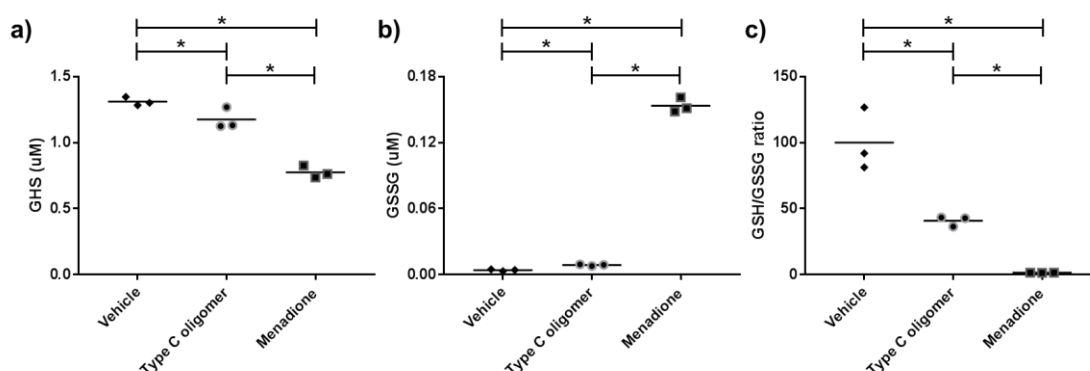 a)
*
*
*
GHS (uM)
1.5
1.0
0.5
0.0
Vehicle
Type C oligomer
Menadione
b)
*
*
*
GSSG (uM)
0.18
0.12
0.06
0.00
Vehicle
Type C oligomer
Menadione
c)
*
*
*
GSH/GSSG ratio
150
100
50
0
Vehicle
Type C oligomer
Menadione